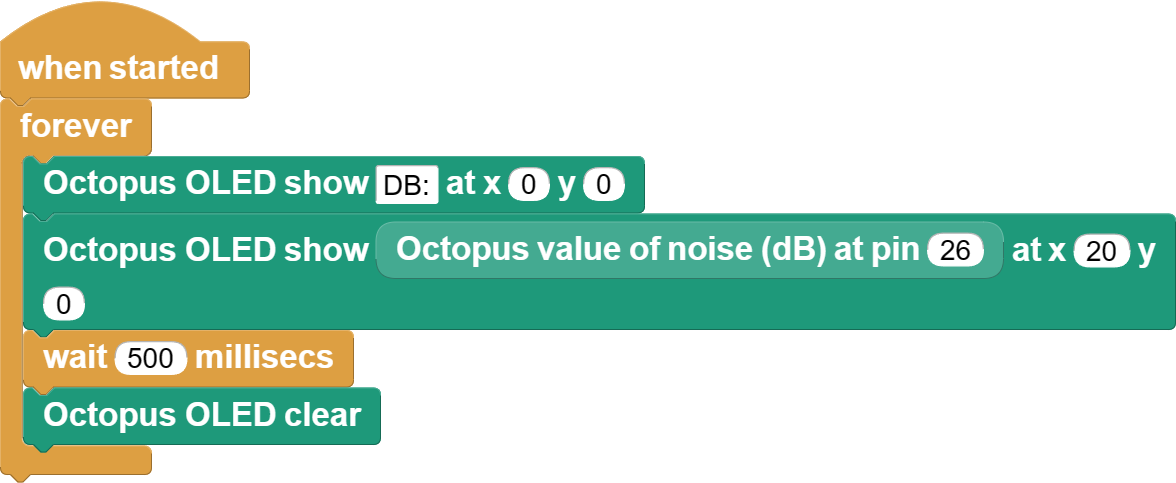 when started
forever
Octopus OLED show DB: at x 0 y 0
Octopus OLED show Octopus value of noise (dB) at pin 26 at x 20 y
0
wait 500 millisecs
Octopus OLED clear